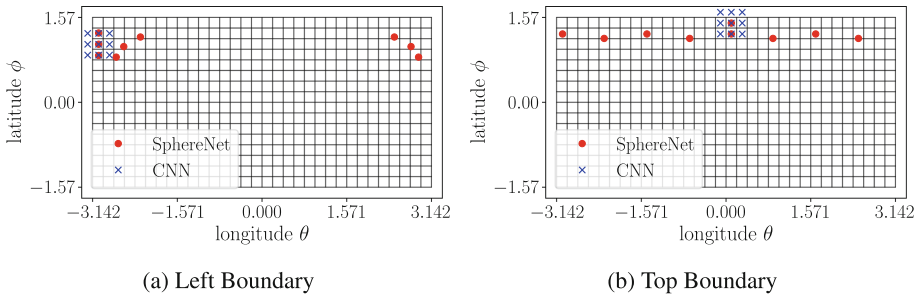 1.57
0.00
−1.57
latitude ϕ
SphereNet
CNN
−3.142 −1.571 0.000 1.571 3.142
longitude θ
(a) Left Boundary
1.57
0.00
−1.57
latitude ϕ
SphereNet
CNN
−3.142 −1.571 0.000 1.571 3.142
longitude θ
(b) Top Boundary